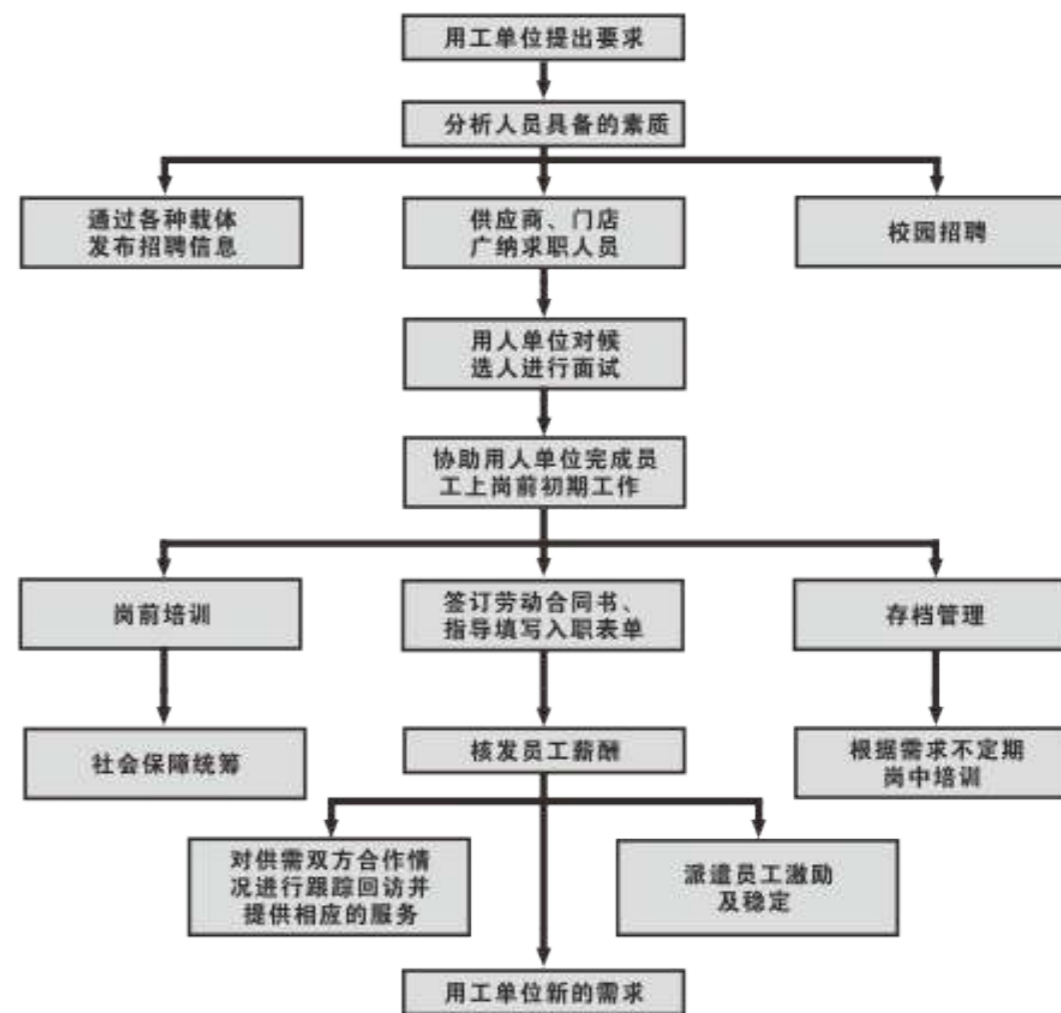 用工单位提出要求
分析人员具备的素质
通过各种载体
发布招聘信息
供应商、门店
广纳求职人员
校园招聘
用人单位对候
选人进行面试
协助用人单位完成员
工上岗前初期工作
岗前培训
签订劳动合同书、
指导填写入职表单
存档管理
社会保障统筹
核发员工薪酬
根据需求不定期
岗中培训
对供需双方合作情
况进行跟踪回访并
提供相应的服务
派遣员工激励
及稳定
用工单位新的需求